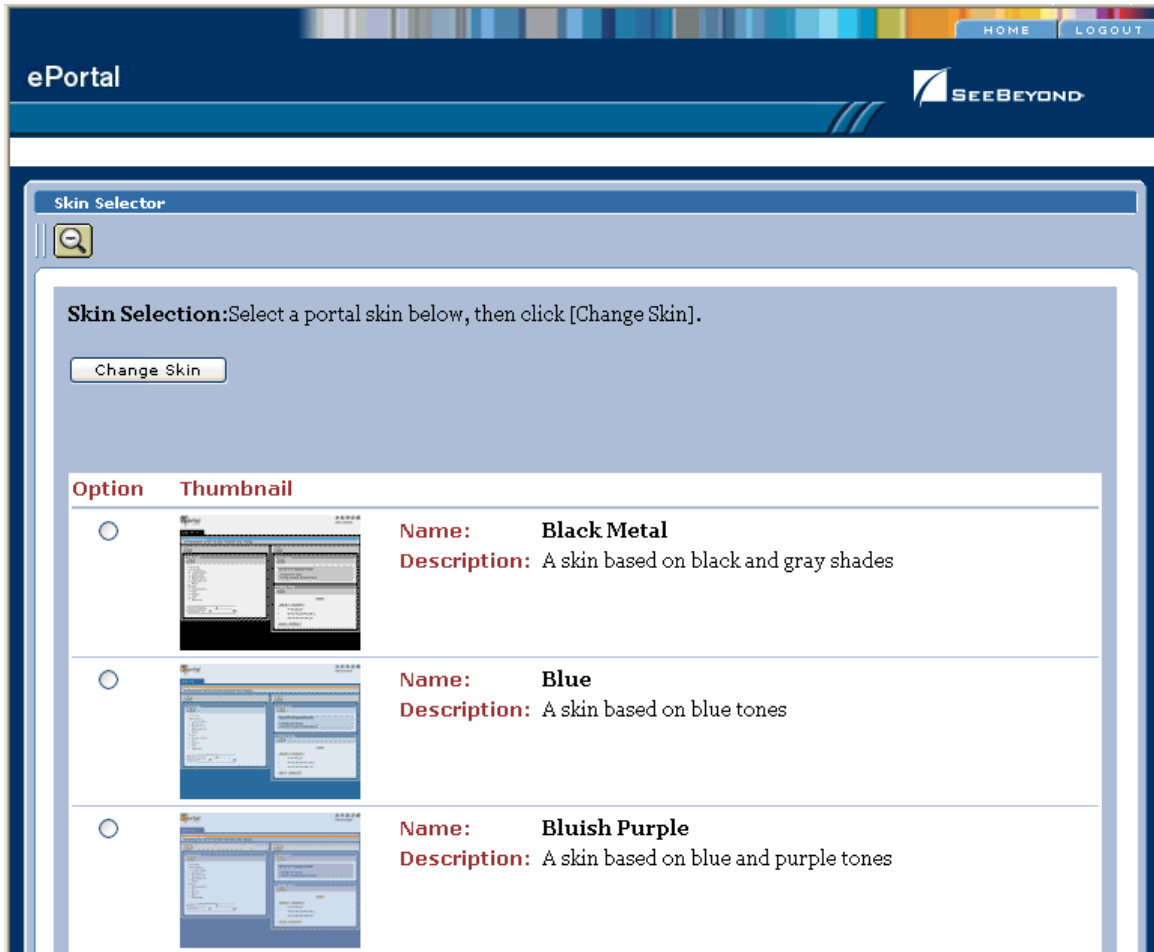 HOME LOGOUT
ePortal
SEEBEYOND
Skin Selector
Skin Selection:Select a portal skin below, then click [Change Skin].
Change Skin
Option Thumbnail
Name: Black Metal
Description: A skin based on black and gray shades
Name: Blue
Description: A skin based on blue tones
Name: Bluish Purple
Description: A skin based on blue and purple tones